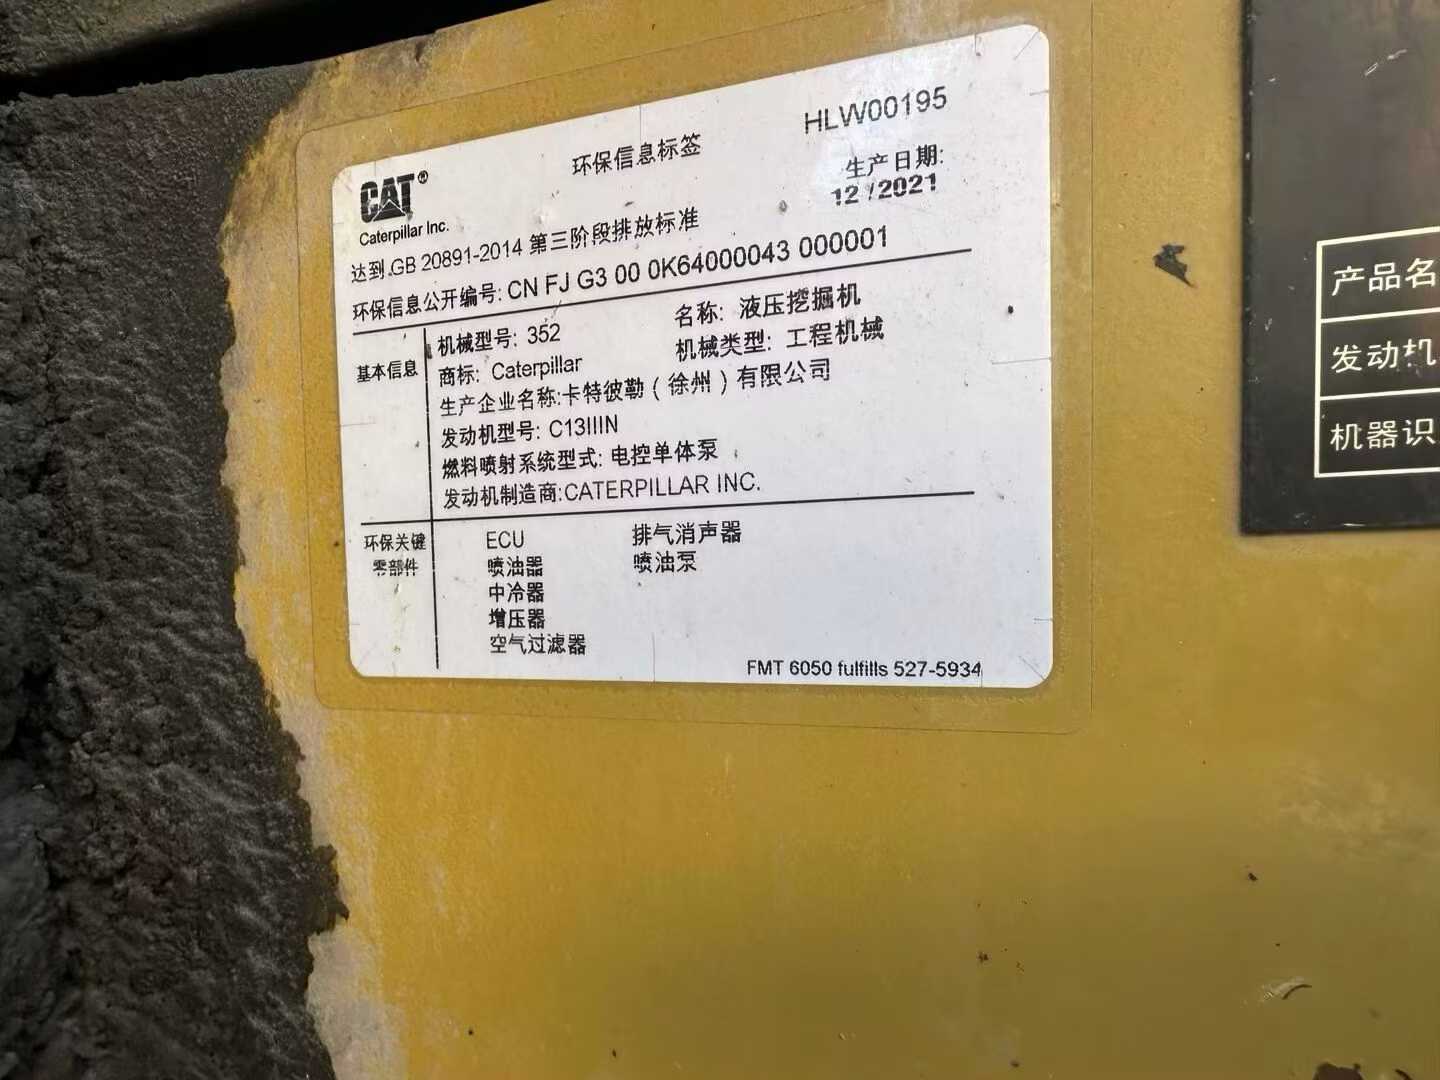 HLW00195
环保信息标签
生产日期:
12 /2021
CAT®
Caterpillar Inc.
达到 GB 20891-2014 第三阶段排放标准
环保信息公开编号: CN FJ G3 00 0K64000043 000001
基本信息
机械型号: 352
名称: 液压挖掘机
商标: Caterpillar
机械类型: 工程机械
生产企业名称:卡特彼勒(徐州)有限公司
发动机型号: C13IIIN
燃料喷射系统型式: 电控单体泵
发动机制造商:CATERPILLAR INC.
环保关键
零部件
ECU
排气消声器
喷油器
喷油泵
中冷器
增压器
空气过滤器
FMT 6050 fulfills 527-5934
产品名
发动机
机器识